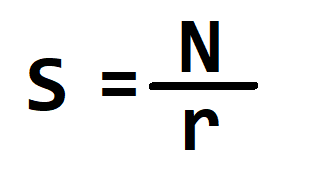 S = N/r